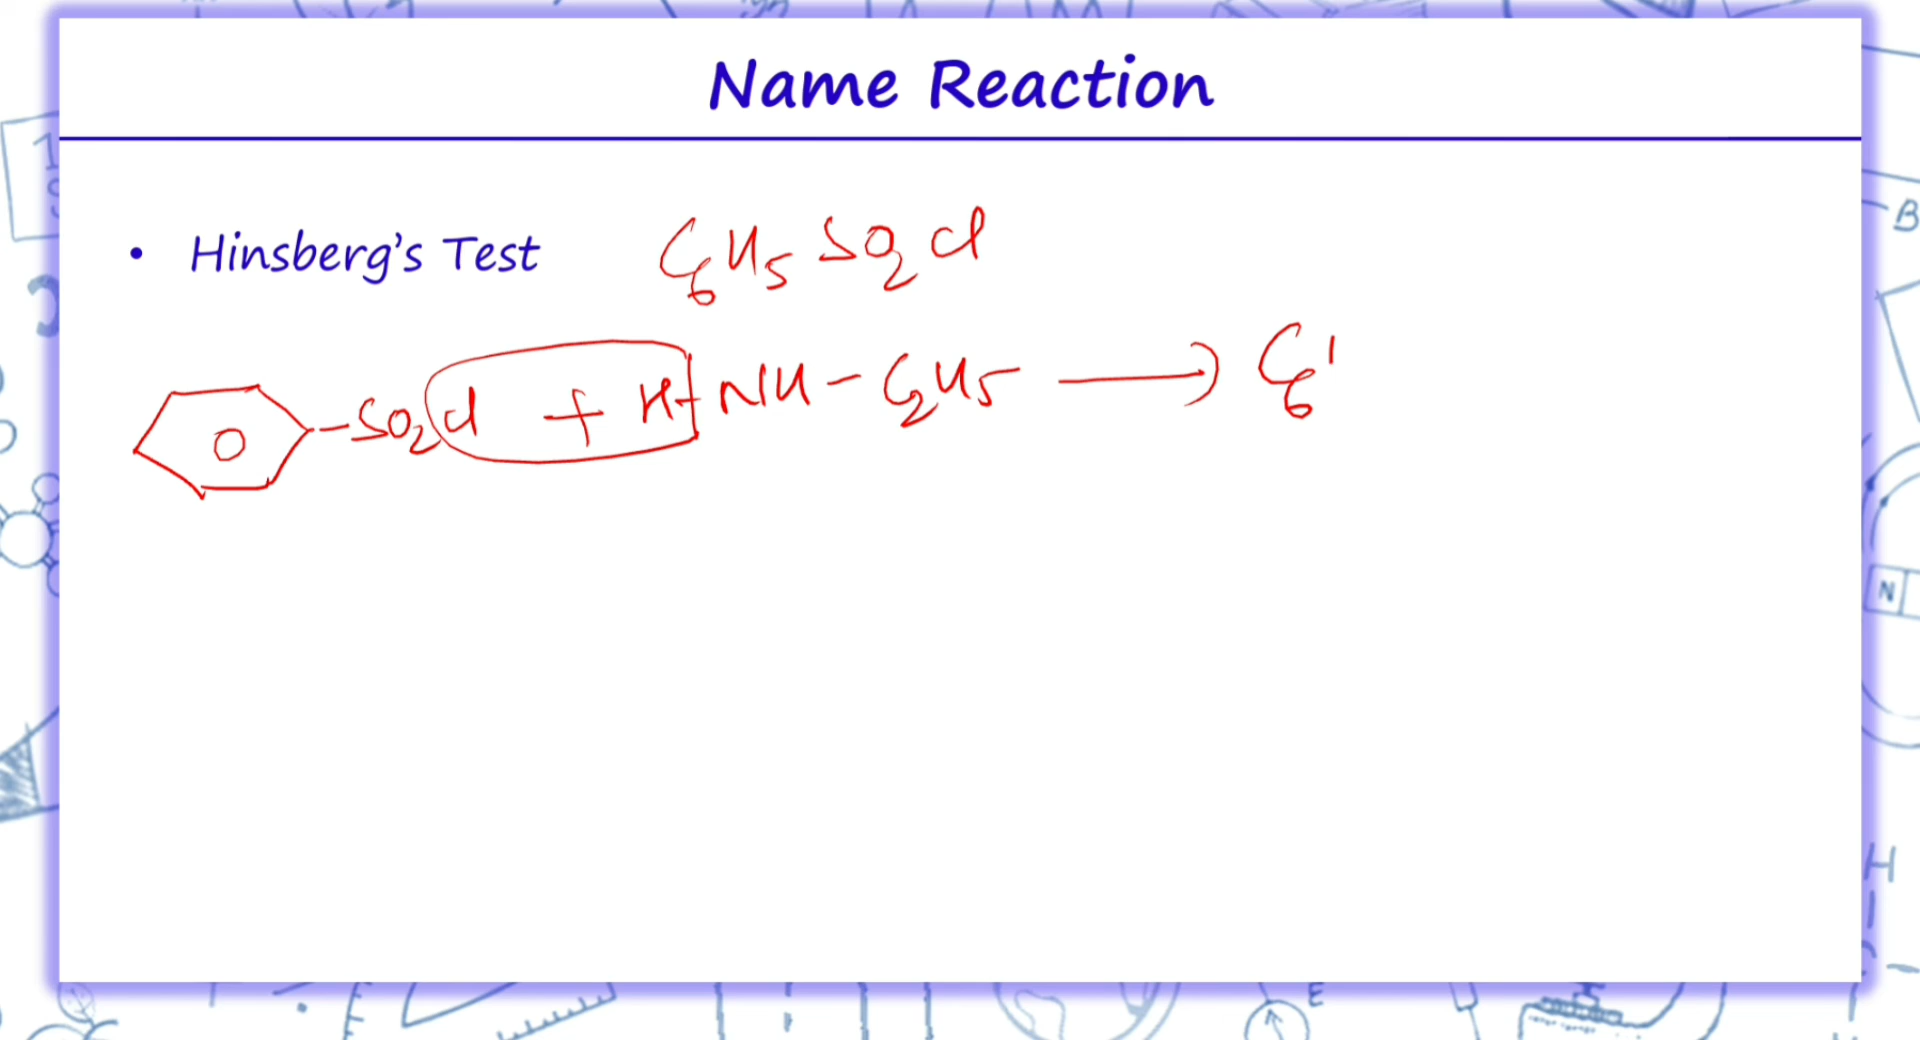 Name Reaction
• Hinsberg's Test C₆H₅SO₂Cl
-SO₂Cl + H-NH-C₂H₅ ⟶ C₆